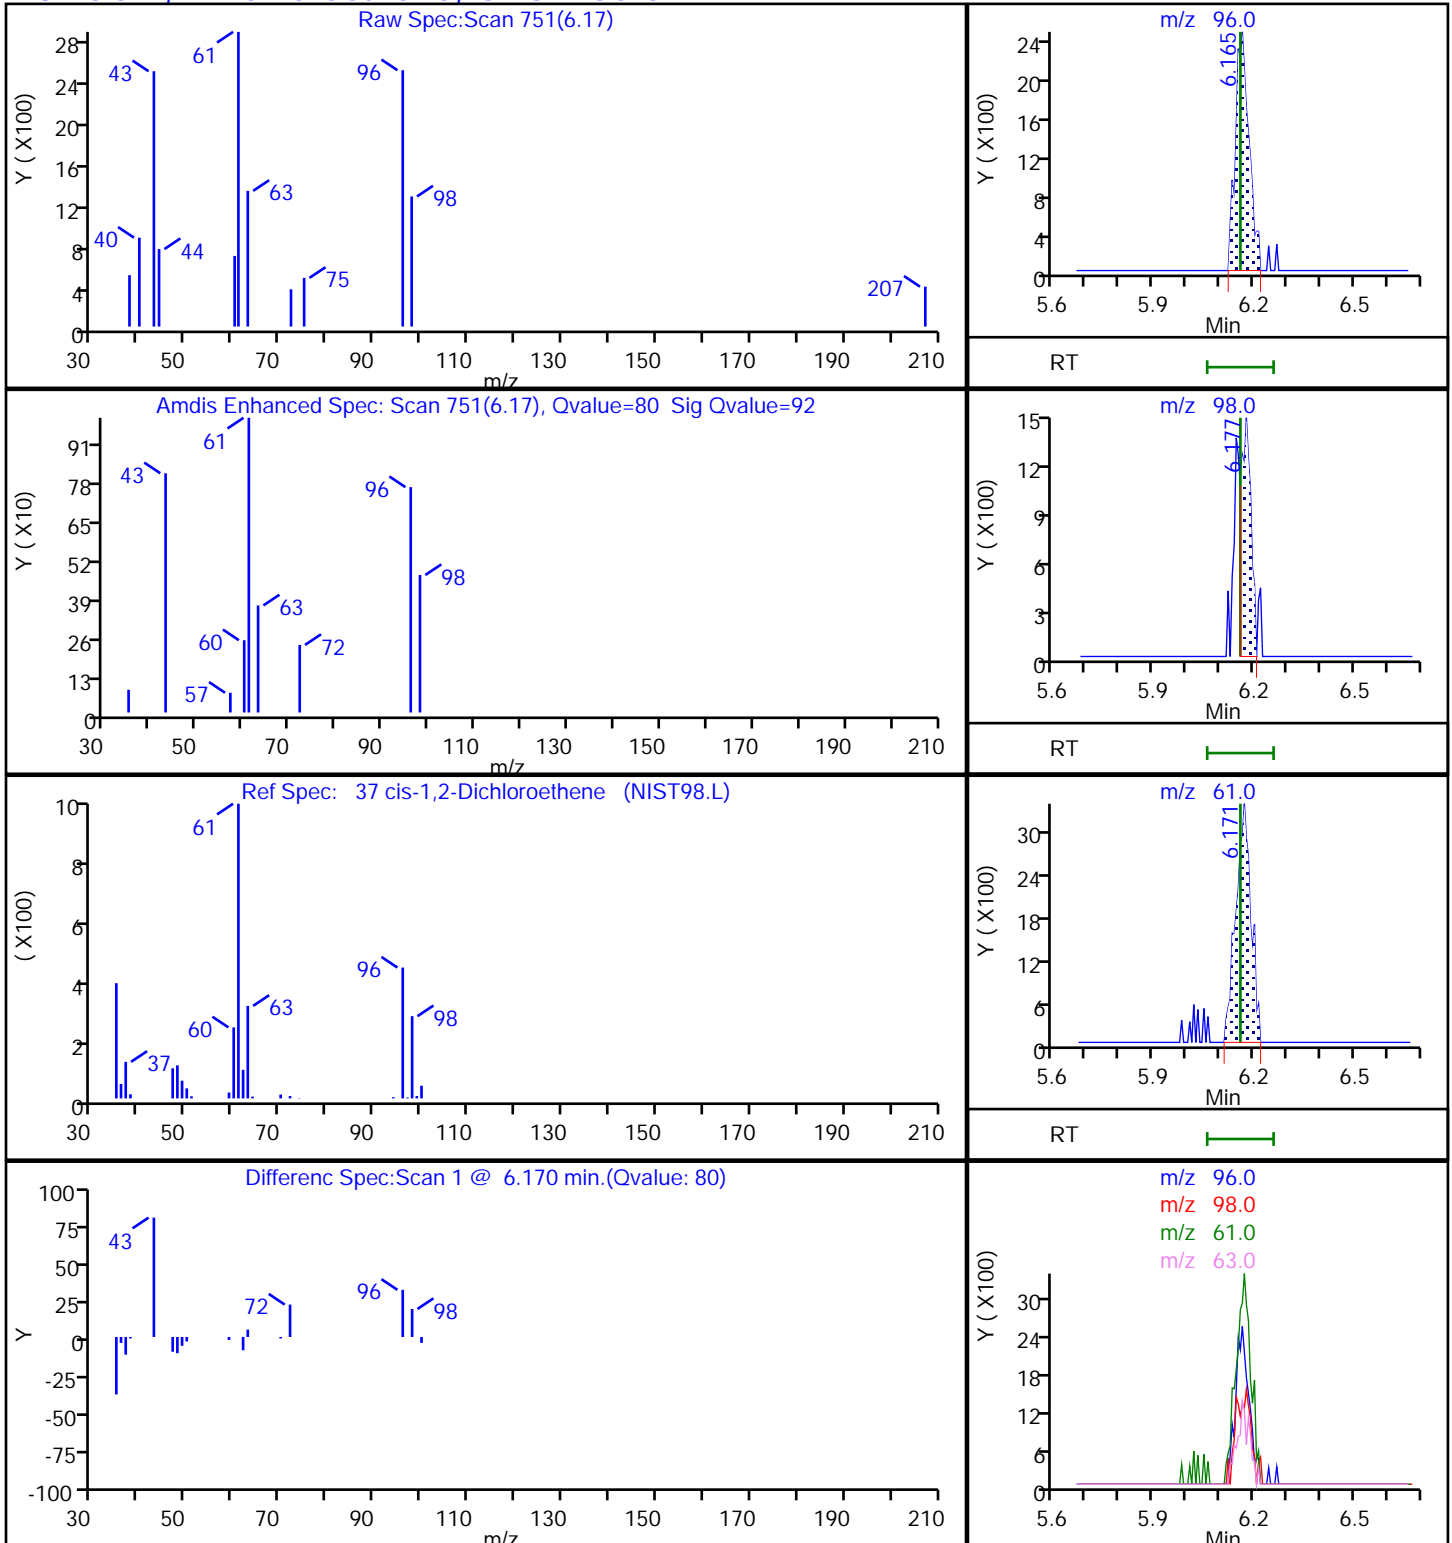 Raw Spec:Scan 751(6.17)
Y ( X100)
28
24
20
16
12
8
4
0
43
61
96
40
44
63
98
75
207
30 50 70 90 110 130 150 170 190 210
m/z
m/z 96.0
Y ( X100)
24
20
16
12
8
4
0
6.165
5.6 5.9 6.2 6.5
Min
RT
Amdis Enhanced Spec: Scan 751(6.17), Qvalue=80 Sig Qvalue=92
Y ( X10)
91
78
65
52
39
26
13
0
43
61
96
98
63
60
72
57
30 50 70 90 110 130 150 170 190 210
m/z
m/z 98.0
Y ( X100)
15
12
9
6
3
0
6.177
5.6 5.9 6.2 6.5
Min
RT
Ref Spec: 37 cis-1,2-Dichloroethene (NIST98.L)
( X100)
10
8
6
4
2
0
61
96
63
98
60
37
30 50 70 90 110 130 150 170 190 210
m/z 61.0
Y ( X100)
30
24
18
12
6
0
6.171
5.6 5.9 6.2 6.5
Min
RT
Differenc Spec:Scan 1 @ 6.170 min.(Qvalue: 80)
Y
100
75
50
25
0
-25
-50
-75
-100
43
72
96
98
30 50 70 90 110 130 150 170 190 210
m/z
m/z 96.0
m/z 98.0
m/z 61.0
m/z 63.0
Y ( X100)
30
24
18
12
6
0
5.6 5.9 6.2 6.5
Min